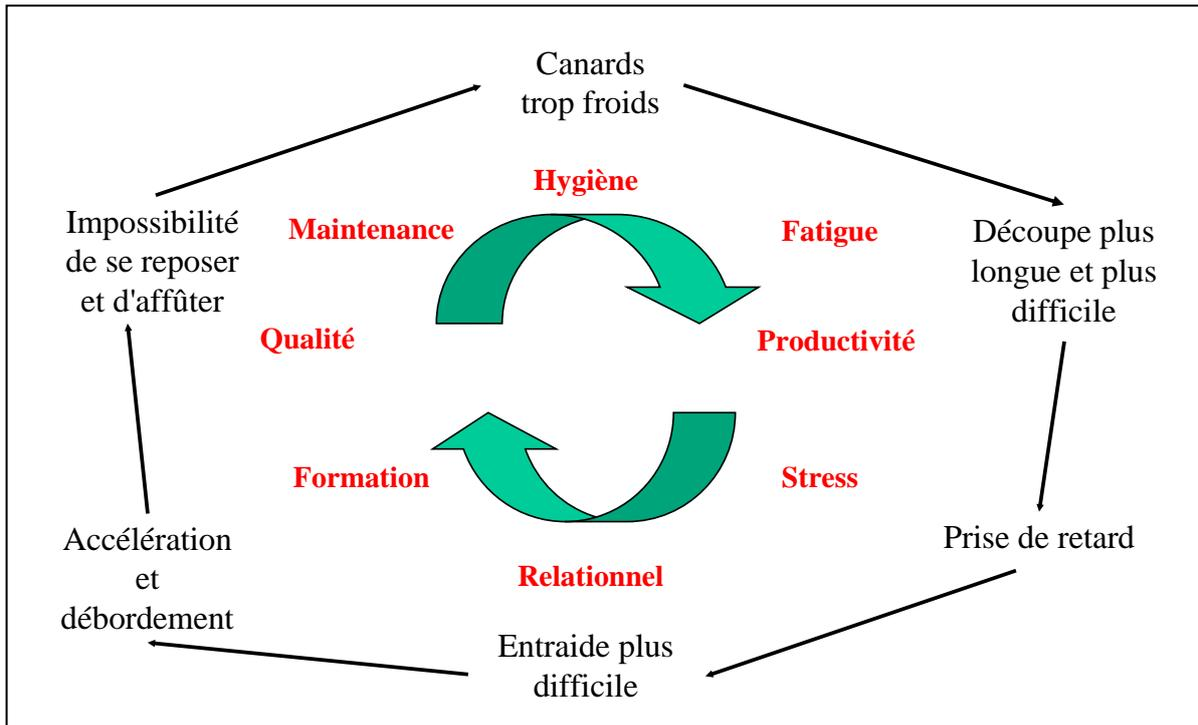 Canards
trop froids
Hygiène
Maintenance
Fatigue
Impossibilité
de se reposer
et d'affûter
Découpe plus
longue et plus
difficile
Qualité
Productivité
Formation
Stress
Accélération
et
débordement
Prise de retard
Relationnel
Entraide plus
difficile